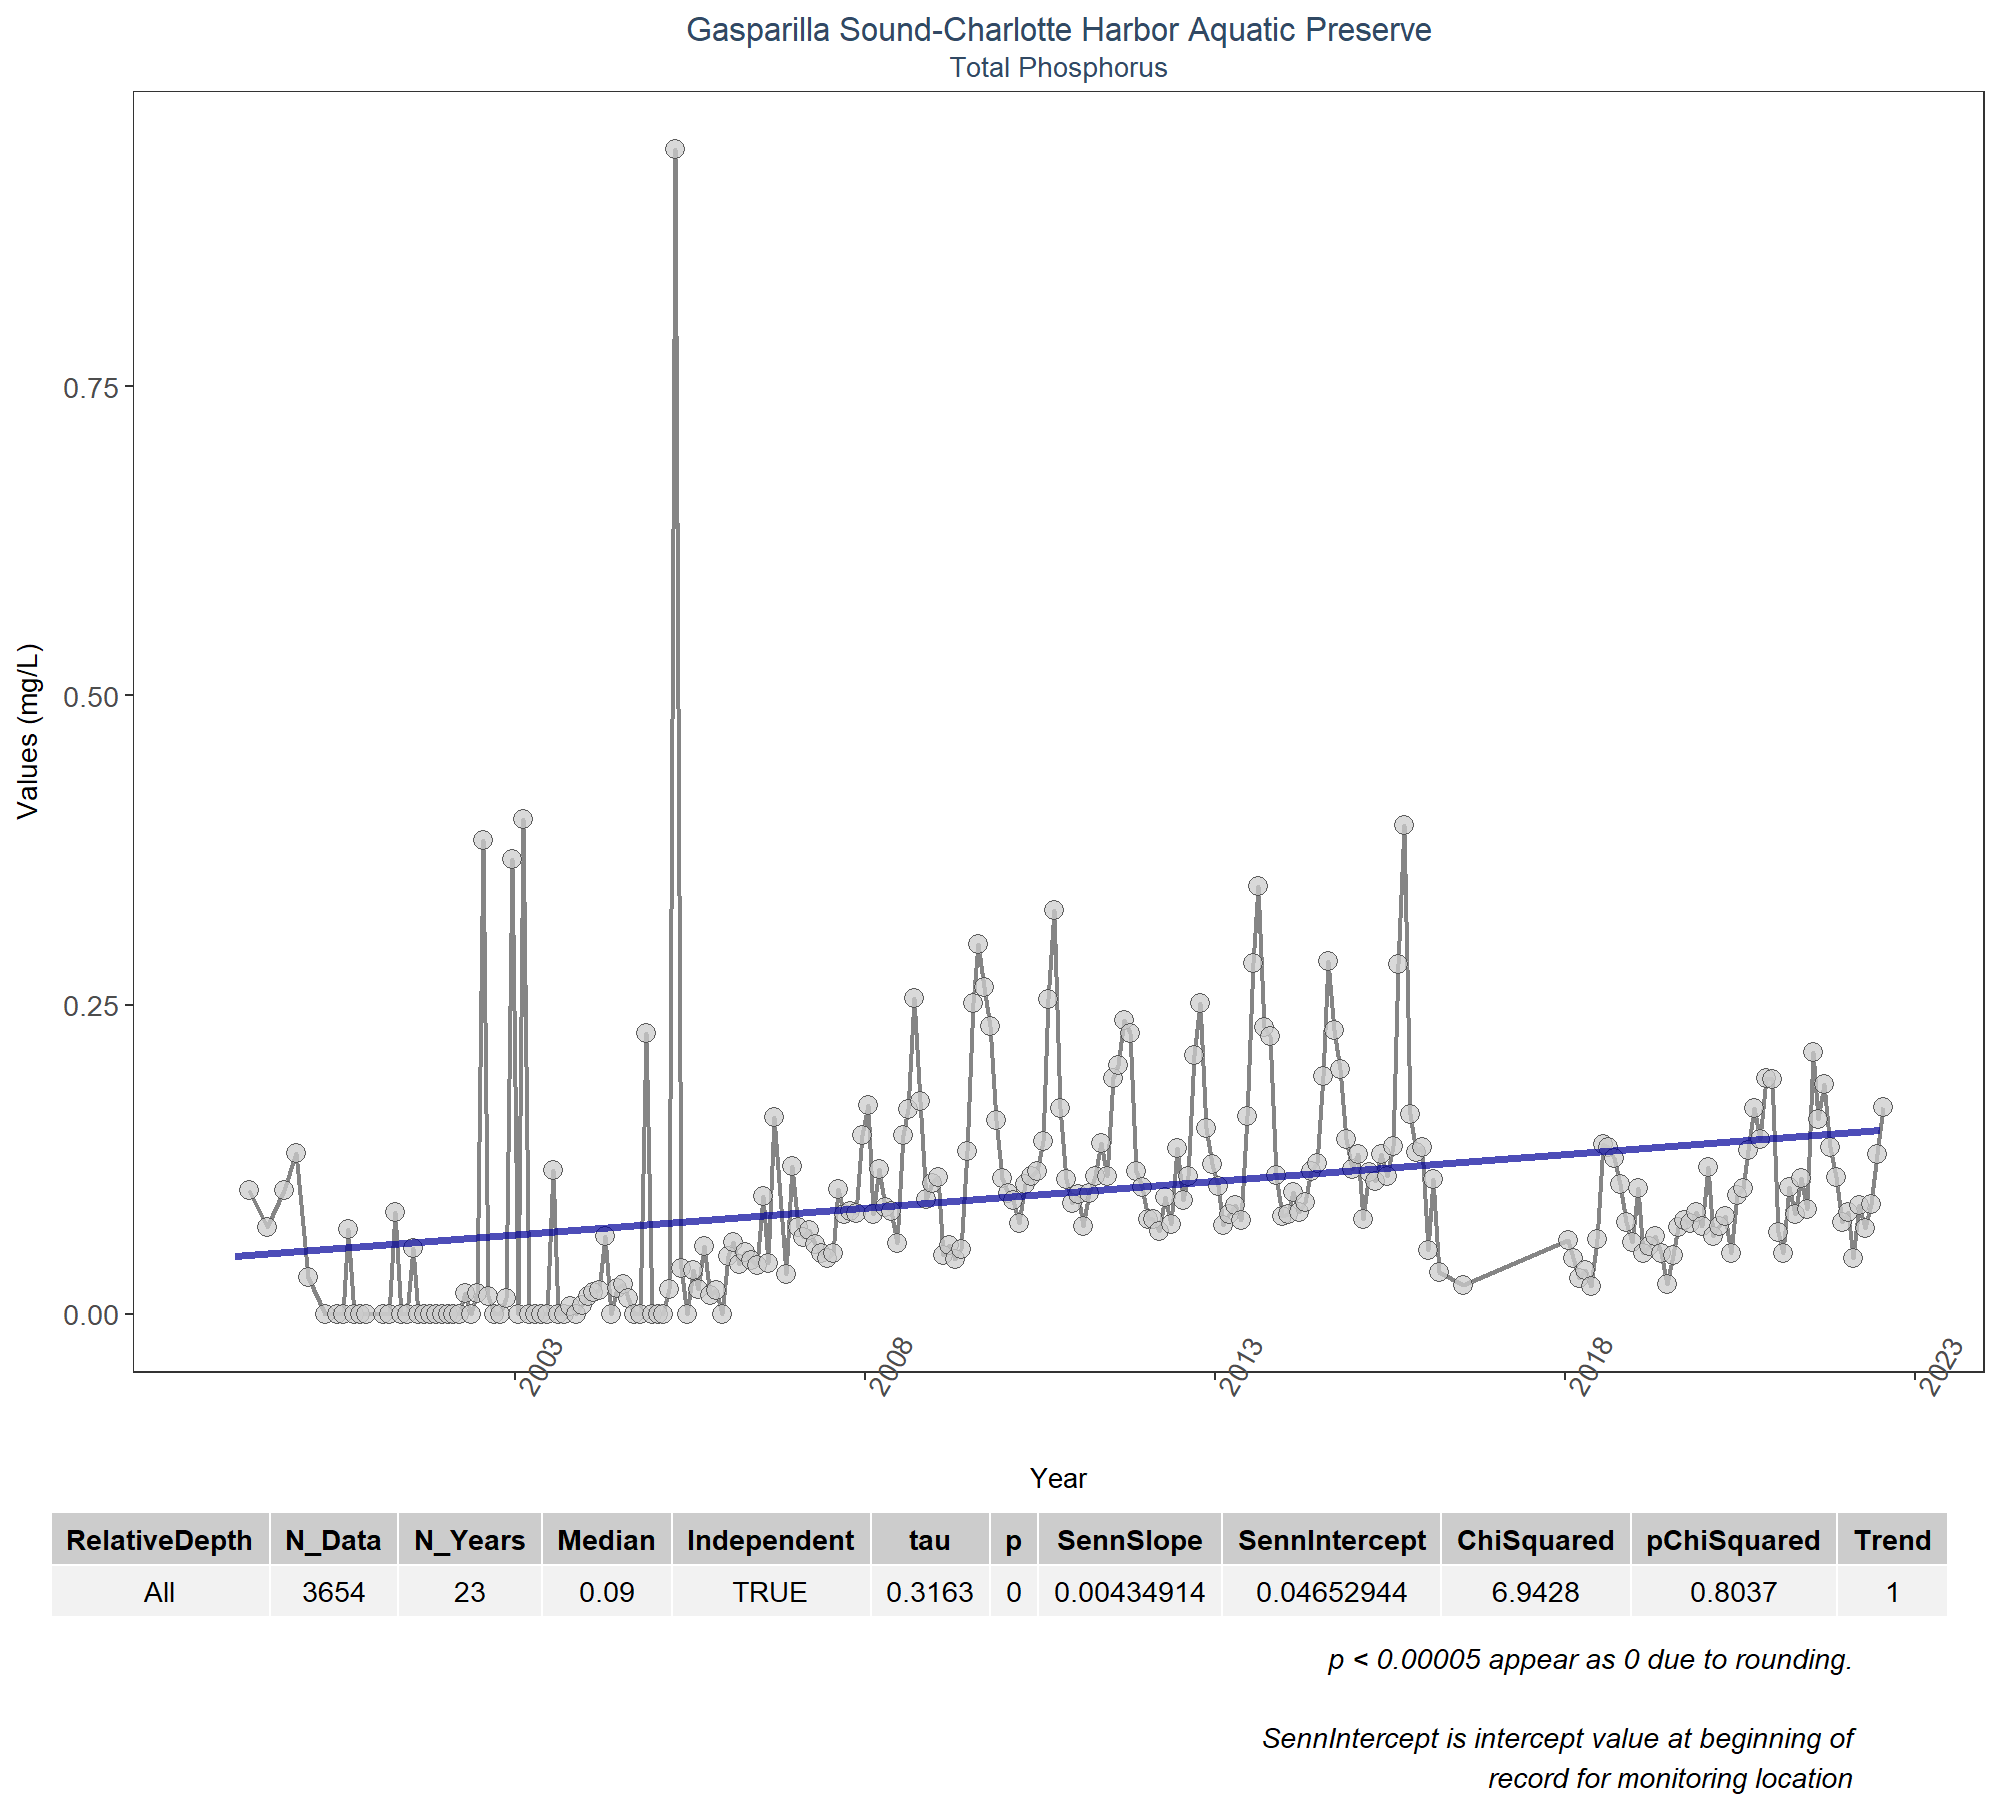 Gasparilla Sound-Charlotte Harbor Aquatic Preserve
Total Phosphorus
Values (mg/L)
0.75
0.50
0.25
0.00
2003 2008 2013 2018 2023
Year
RelativeDepth N_Data N_Years Median Independent tau p SennSlope SennIntercept ChiSquared pChiSquared Trend
All 3654 23 0.09 TRUE 0.3163 0 0.00434914 0.04652944 6.9428 0.8037 1
p < 0.00005 appear as 0 due to rounding.
SennIntercept is intercept value at beginning of
record for monitoring location